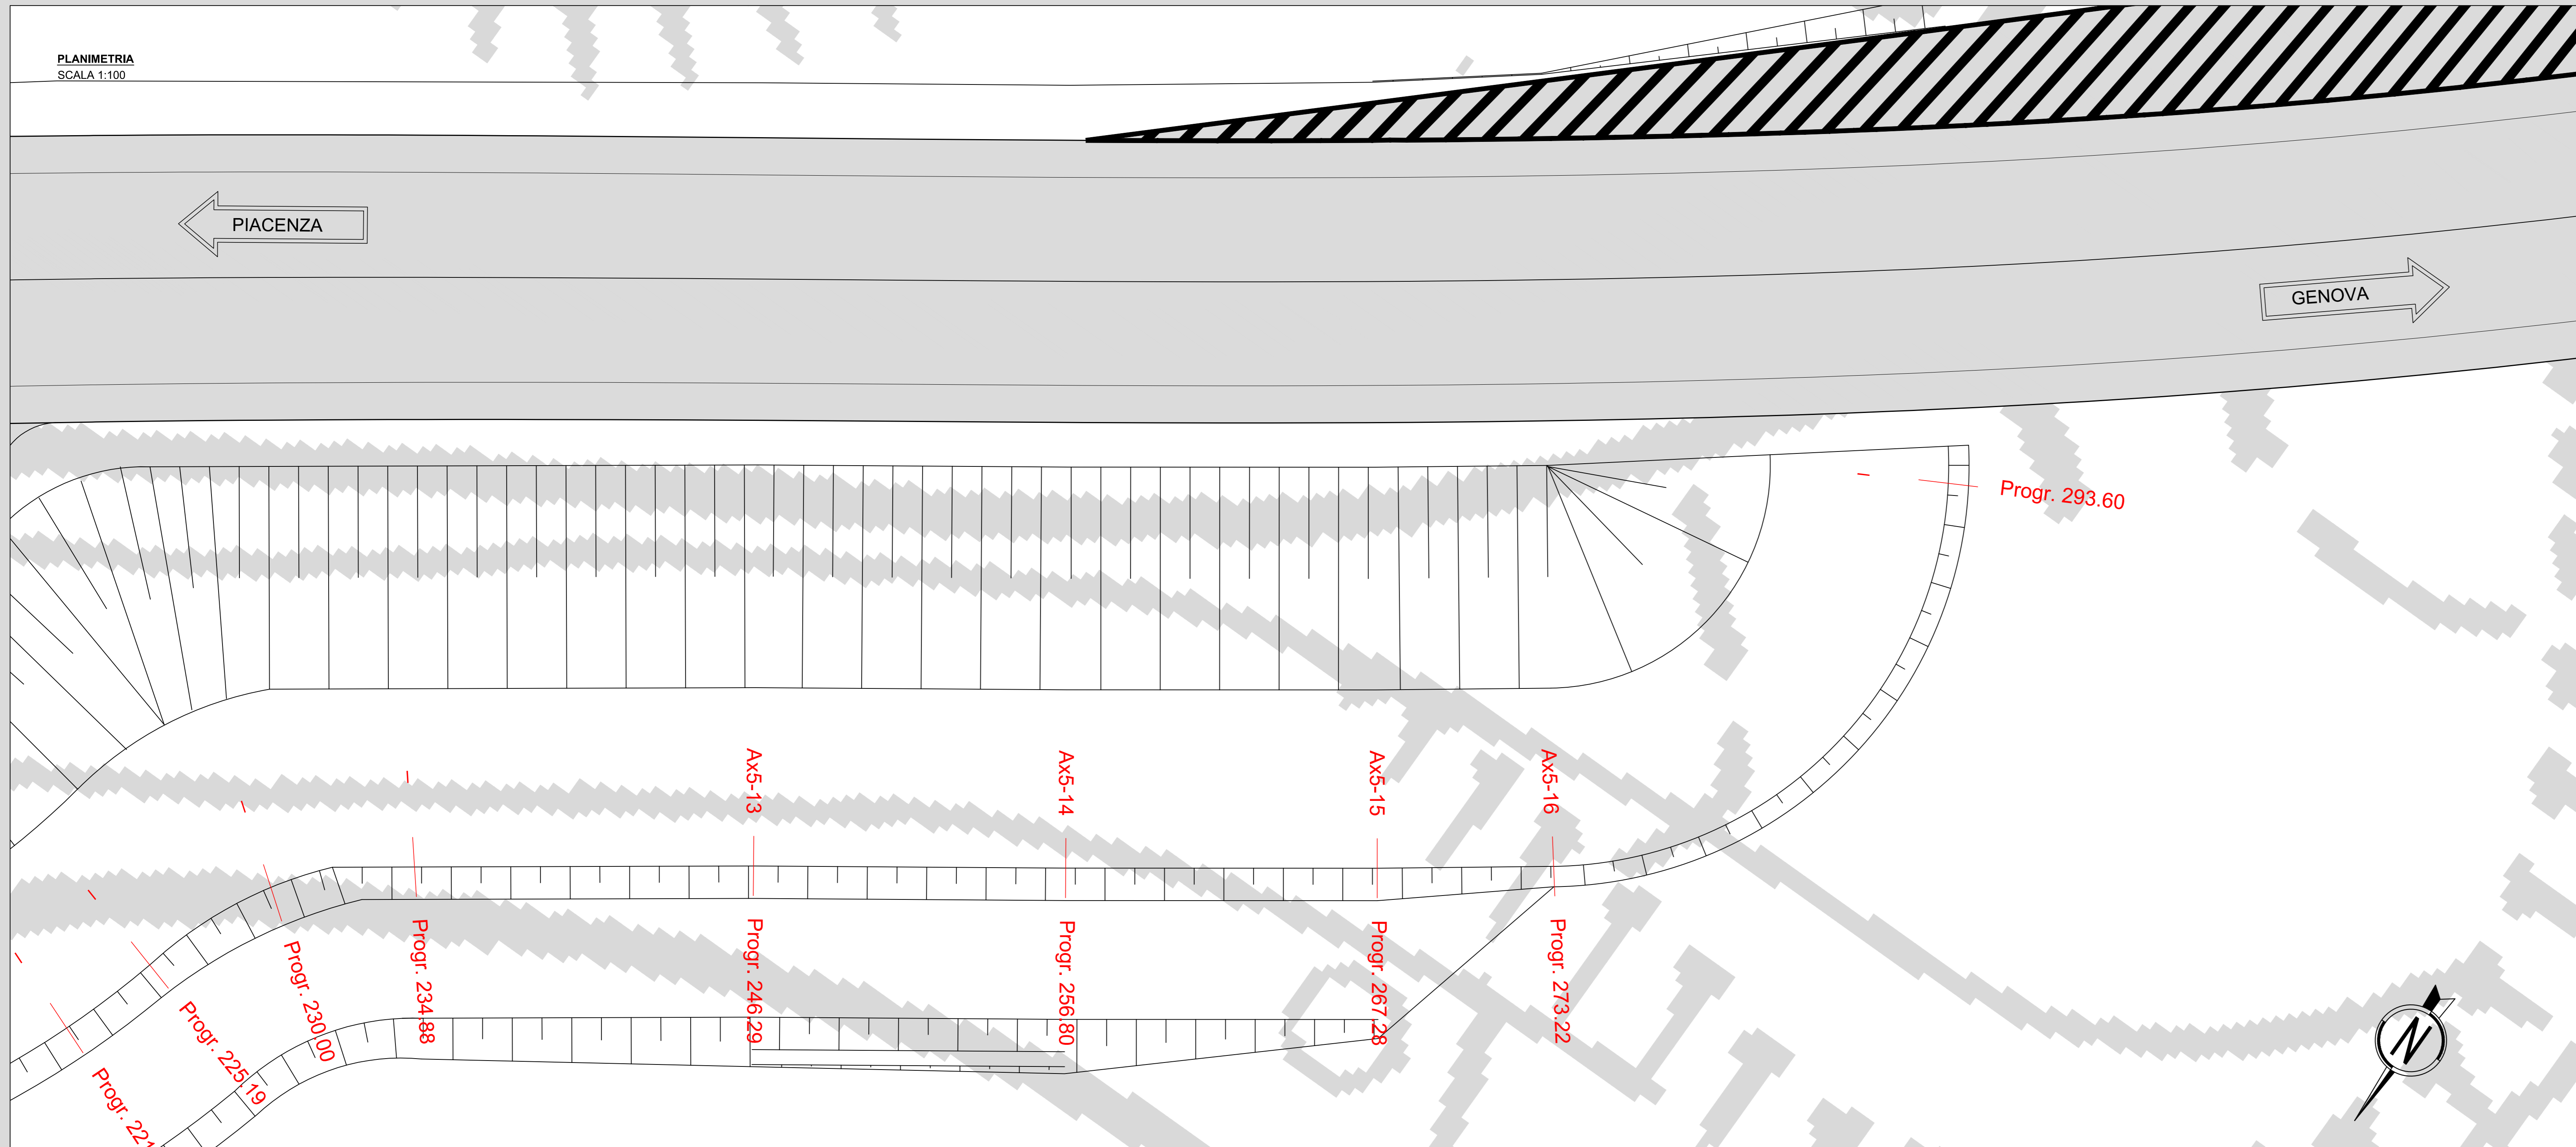 PLANIMETRIA
SCALA 1:100
PIACENZA
GENOVA
Progr. 293.60
Ax5-13
Ax5-14
Ax5-15
Ax5-16
Progr. 221
Progr. 225.19
Progr. 230.00
Progr. 234.88
Progr. 246.29
Progr. 256.80
Progr. 267.28
Progr. 273.22
N